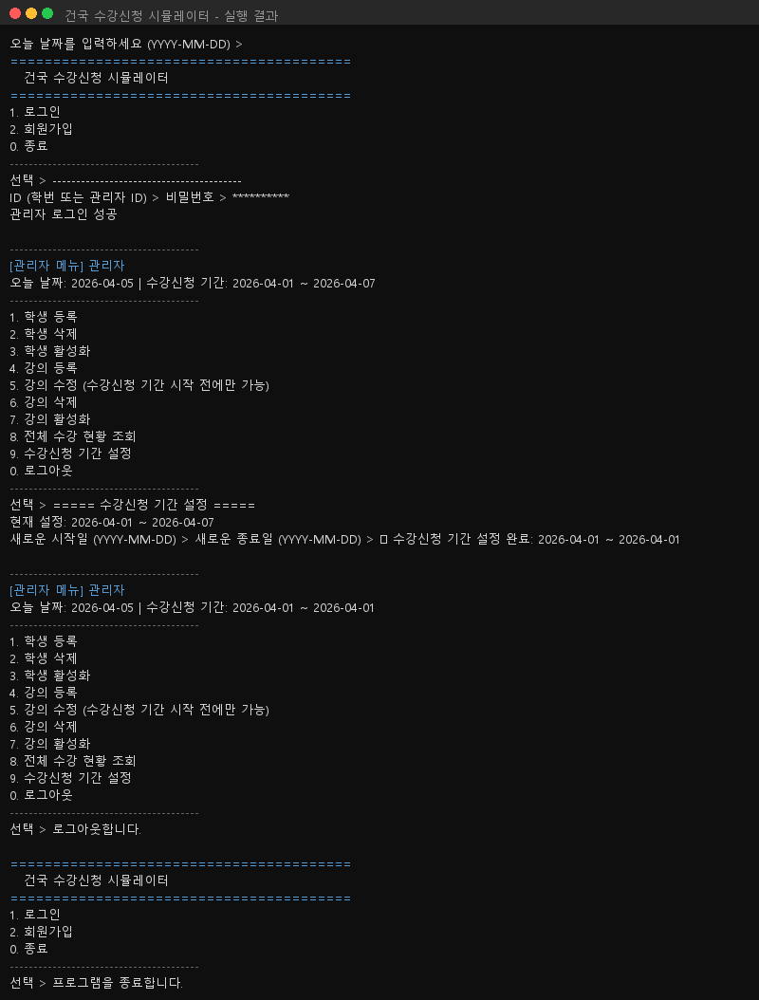 건국 수강신청 시뮬레이터 - 실행 결과
오늘 날짜를 입력하세요 (YYYY-MM-DD) >
========================================
건국 수강신청 시뮬레이터
========================================
1. 로그인
2. 회원가입
0. 종료
----------------------------------------
선택 > ----------------------------------------
ID (학번 또는 관리자 ID) > 비밀번호 > **********
관리자 로그인 성공
----------------------------------------
[관리자 메뉴] 관리자
오늘 날짜: 2026-04-05 | 수강신청 기간: 2026-04-01 ~ 2026-04-07
----------------------------------------
1. 학생 등록
2. 학생 삭제
3. 학생 활성화
4. 강의 등록
5. 강의 수정 (수강신청 기간 시작 전에만 가능)
6. 강의 삭제
7. 강의 활성화
8. 전체 수강 현황 조회
9. 수강신청 기간 설정
0. 로그아웃
----------------------------------------
선택 > ===== 수강신청 기간 설정 =====
현재 설정: 2026-04-01 ~ 2026-04-07
새로운 시작일 (YYYY-MM-DD) > 새로운 종료일 (YYYY-MM-DD) > ▯ 수강신청 기간 설정 완료: 2026-04-01 ~ 2026-04-01
----------------------------------------
[관리자 메뉴] 관리자
오늘 날짜: 2026-04-05 | 수강신청 기간: 2026-04-01 ~ 2026-04-01
----------------------------------------
1. 학생 등록
2. 학생 삭제
3. 학생 활성화
4. 강의 등록
5. 강의 수정 (수강신청 기간 시작 전에만 가능)
6. 강의 삭제
7. 강의 활성화
8. 전체 수강 현황 조회
9. 수강신청 기간 설정
0. 로그아웃
----------------------------------------
선택 > 로그아웃합니다.
========================================
건국 수강신청 시뮬레이터
========================================
1. 로그인
2. 회원가입
0. 종료
----------------------------------------
선택 > 프로그램을 종료합니다.